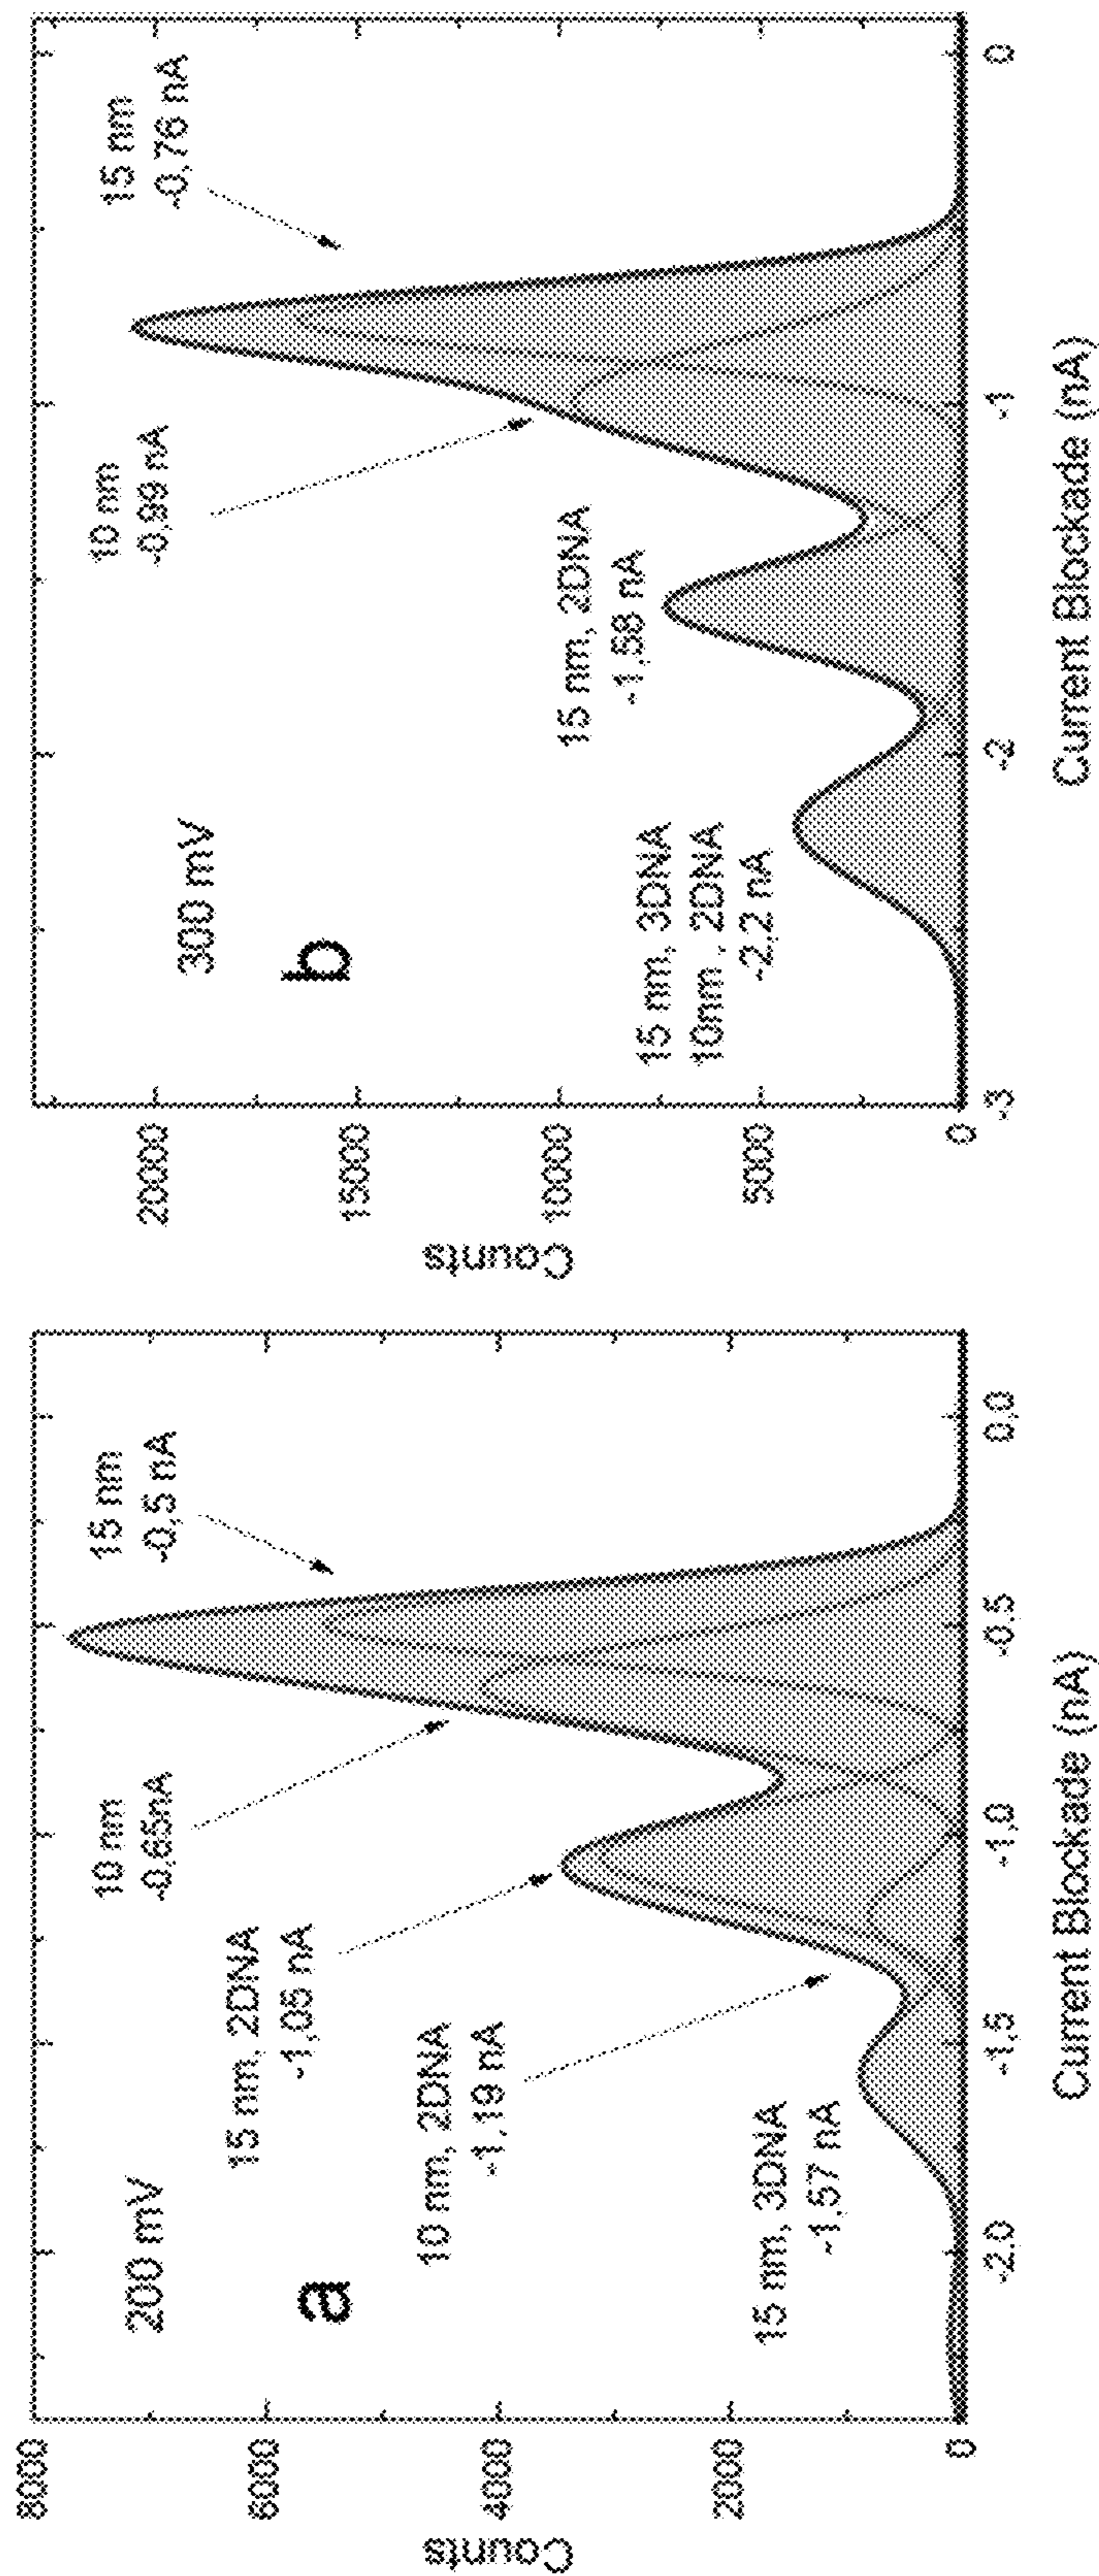 8000
6000
4000
2000
0
Counts
200 mV
a
15 nm
-0,5 nA
10 nm
-0,65nA
15 nm, 2DNA
-1,05 nA
10 nm, 2DNA
-1,19 nA
15 nm, 3DNA
-1,57 nA
-2,0
-1,5
-1,0
-0,5
0,0
Current Blockade (nA)
20000
15000
10000
5000
0
Counts
300 mV
b
15 nm
-0,76 nA
10 nm
-0,99 nA
15 nm, 2DNA
-1,58 nA
15 nm, 3DNA
10nm , 2DNA
-2,2 nA
-3
-2
-1
0
Current Blockade (nA)